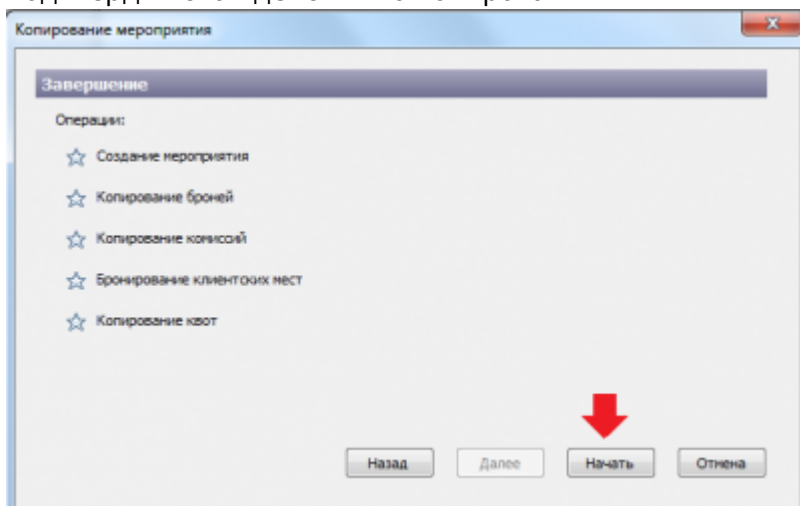 Копирование мероприятия
Завершение
Операции:
Создание мероприятия
Копирование броней
Копирование комиссий
Бронирование клиентских мест
Копирование квот
Назад Далее Начать Отмена